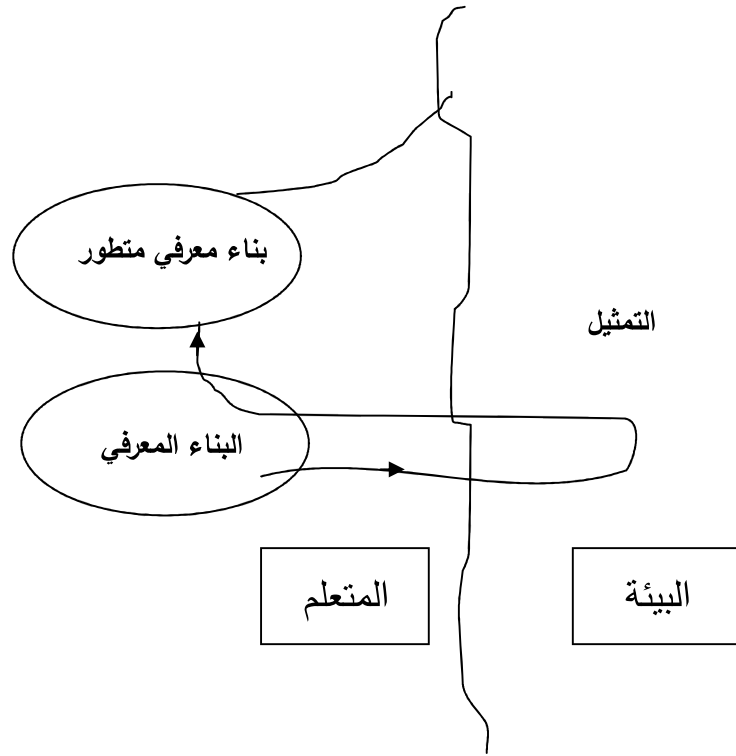 بناء معرفي متطور
التمثيل
البناء المعرفي
البيئة
المتعلم